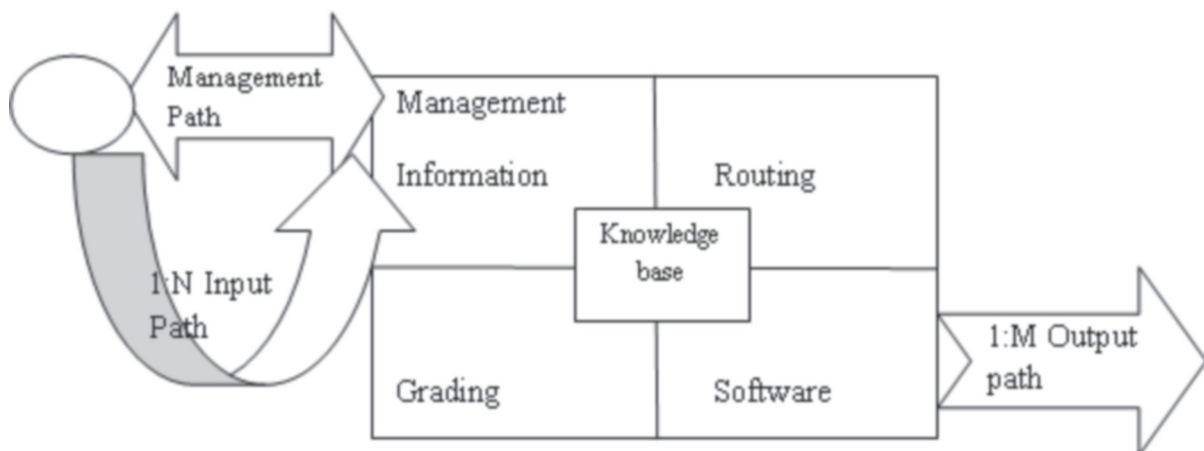 Management
Path
Management
Information
Routing
Knowledge
base
1:N Input
Path
Grading
Software
1:M Output
path